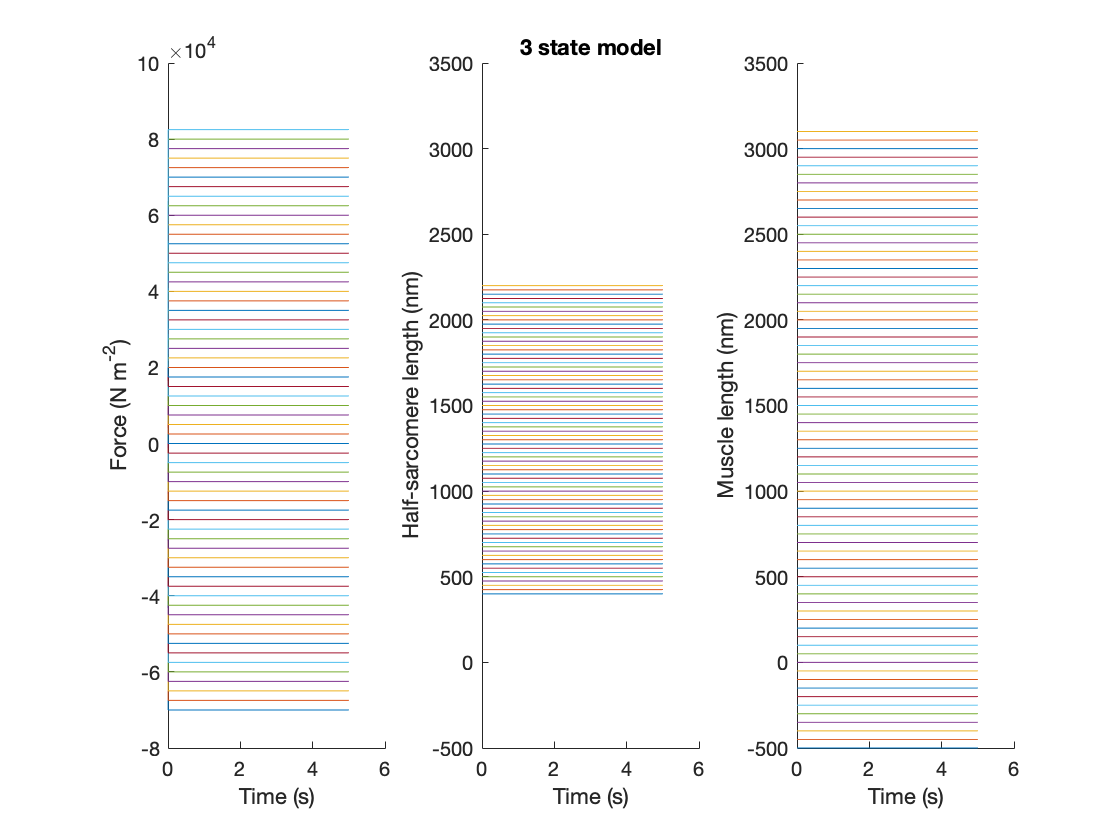 3 state model
×10⁴
10
8
6
4
2
0
-2
-4
-6
-8
Force (N m⁻²)
0 2 4 6
Time (s)
3500
3000
2500
2000
1500
1000
500
0
-500
Half-sarcomere length (nm)
0 2 4 6
Time (s)
3500
3000
2500
2000
1500
1000
500
0
-500
Muscle length (nm)
0 2 4 6
Time (s)